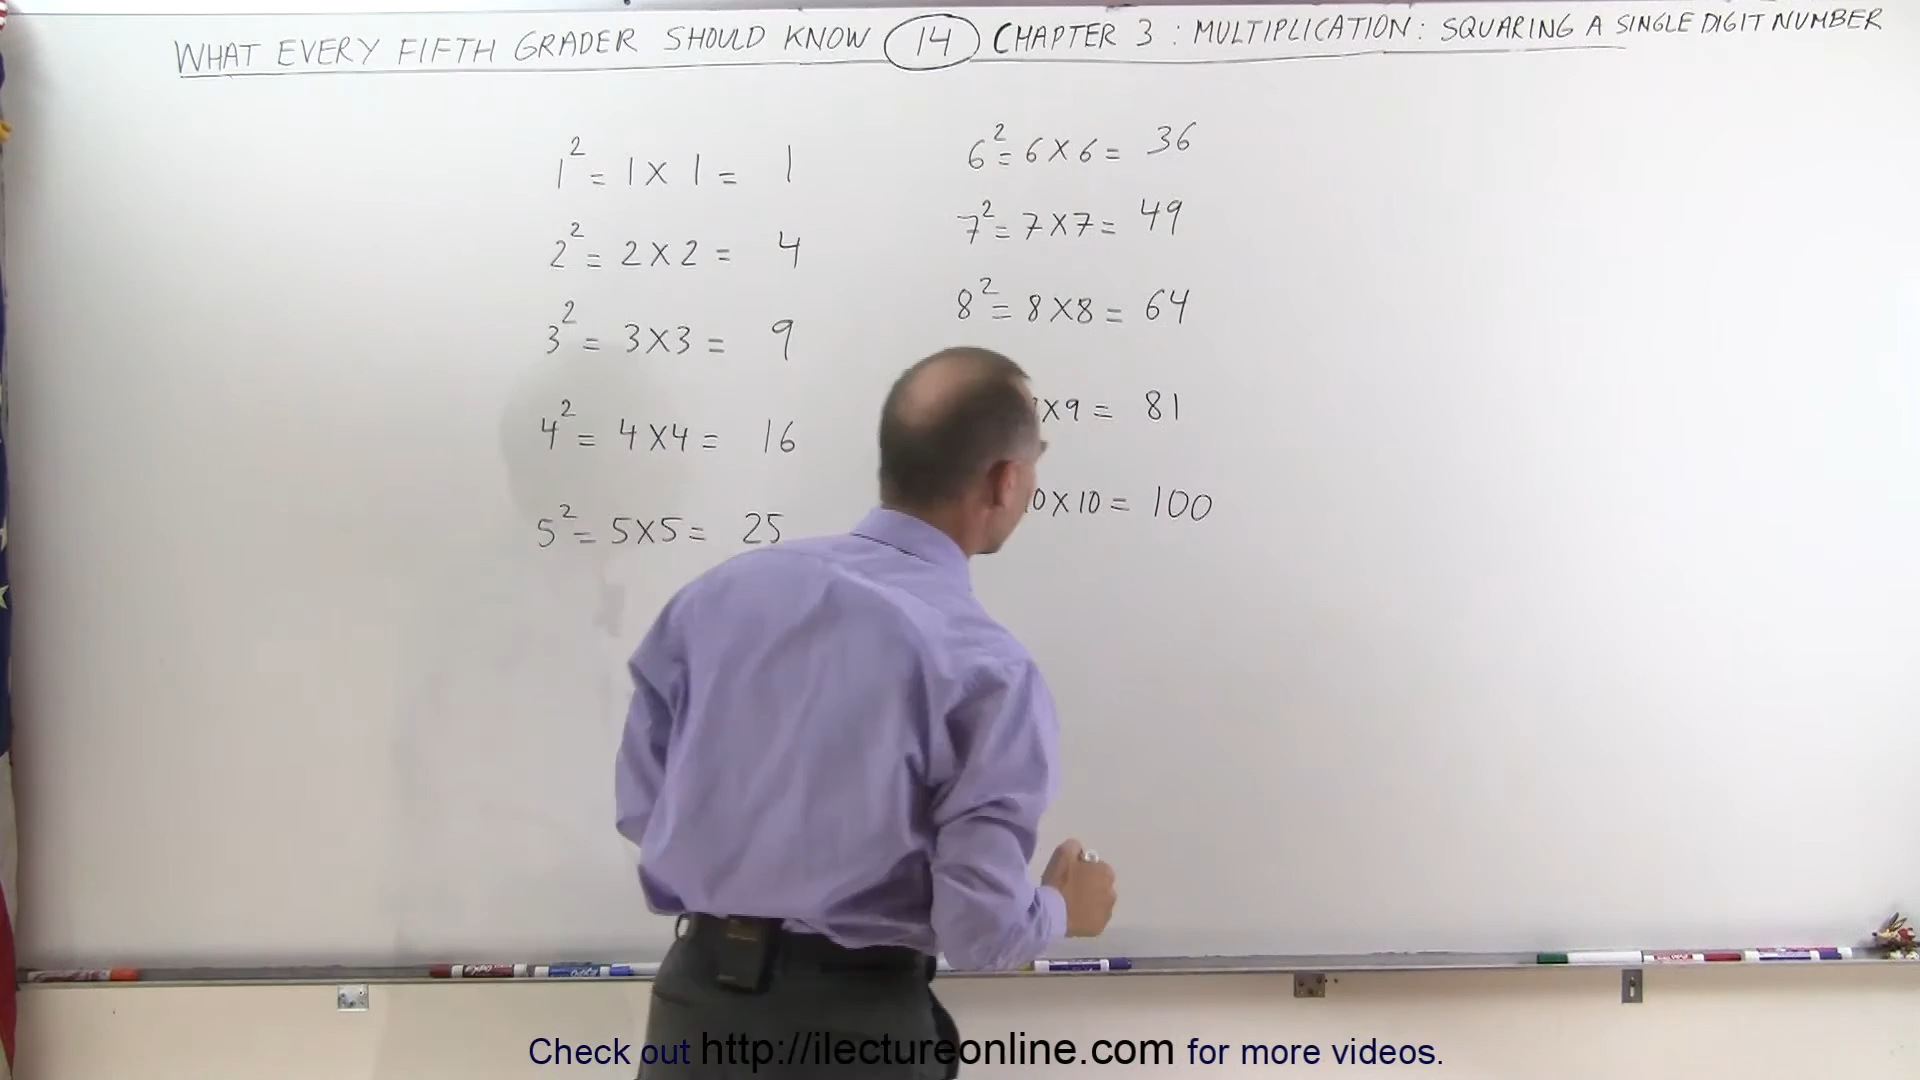 WHAT EVERY FIFTH GRADER SHOULD KNOW 14 CHAPTER 3 : MULTIPLICATION : SQUARING A SINGLE DIGIT NUMBER
1² = 1 X 1 = 1
2² = 2 X 2 = 4
3² = 3 X 3 = 9
4² = 4 X 4 = 16
5² = 5 X 5 = 25
6² = 6 X 6 = 36
7² = 7 X 7 = 49
8² = 8 X 8 = 64
X 9 = 81
0 X 10 = 100
Check out http://ilectureonline.com for more videos.